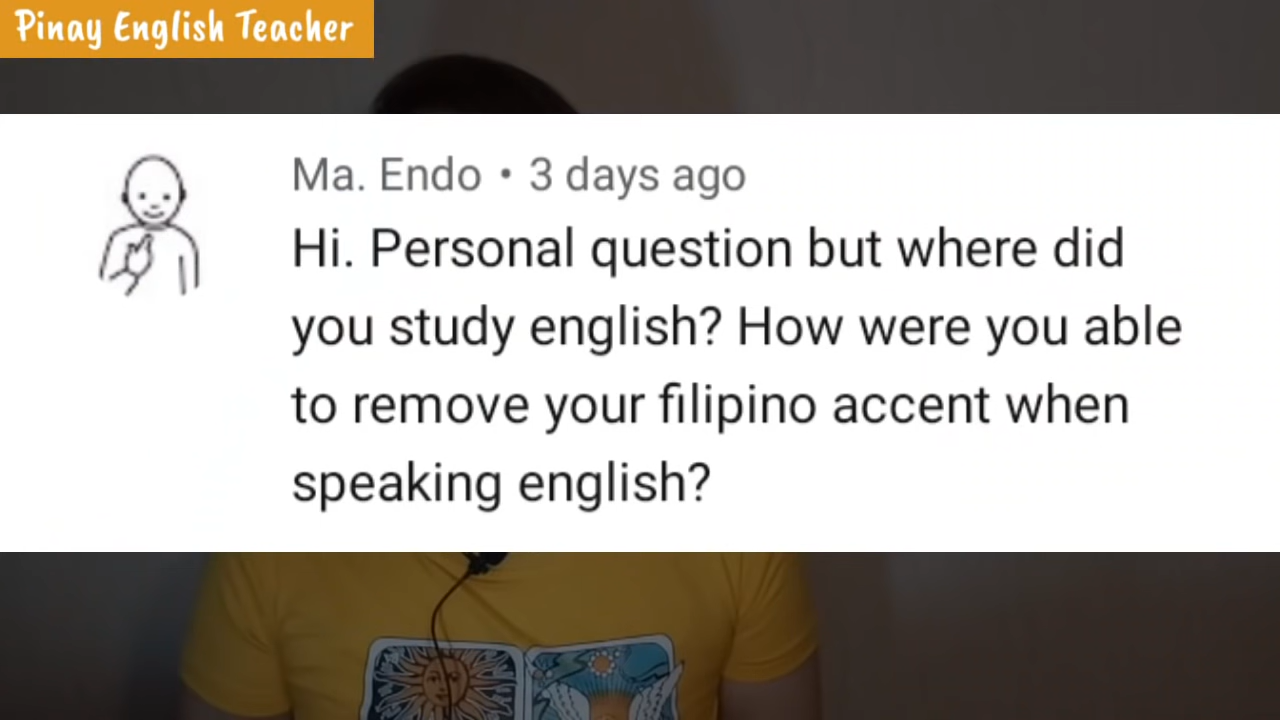 Pinay English Teacher
Ma. Endo • 3 days ago
Hi. Personal question but where did
you study english? How were you able
to remove your filipino accent when
speaking english?